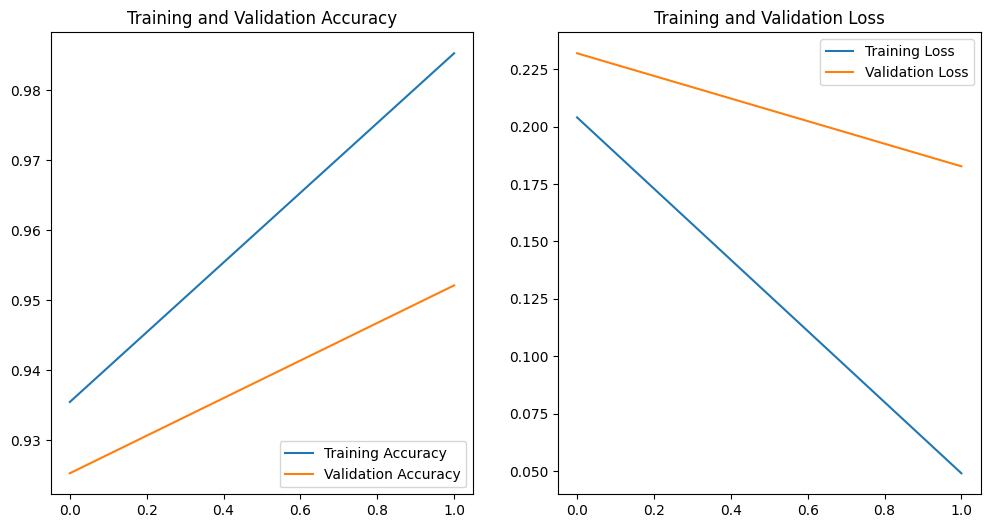 Training and Validation Accuracy
0.98
0.97
0.96
0.95
0.94
0.93
0.0 0.2 0.4 0.6 0.8 1.0
Training Accuracy
Validation Accuracy
Training and Validation Loss
0.225
0.200
0.175
0.150
0.125
0.100
0.075
0.050
0.0 0.2 0.4 0.6 0.8 1.0
Training Loss
Validation Loss